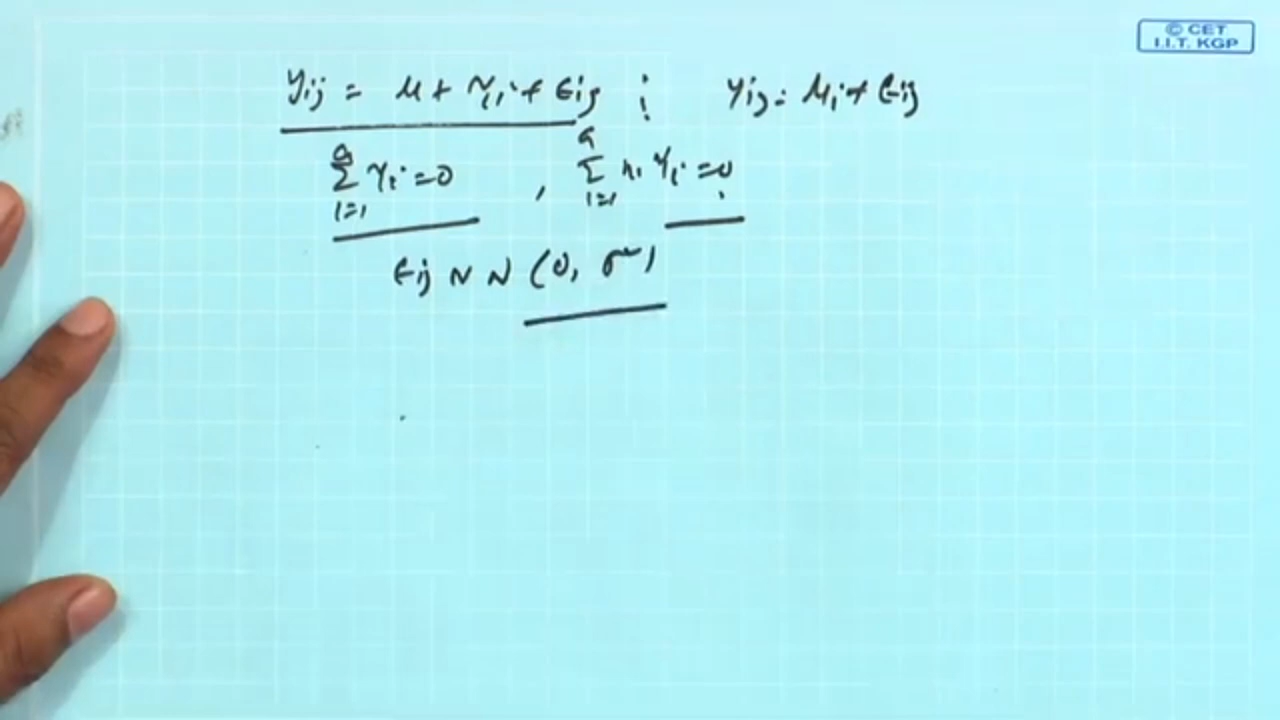 © CET
I.I.T. KGP
yij = μ + τi + εij ; yij = μi + εij
a∑i=1 τi = 0 , a∑i=1 ni τi = 0
εij ~ N (0, σ²)